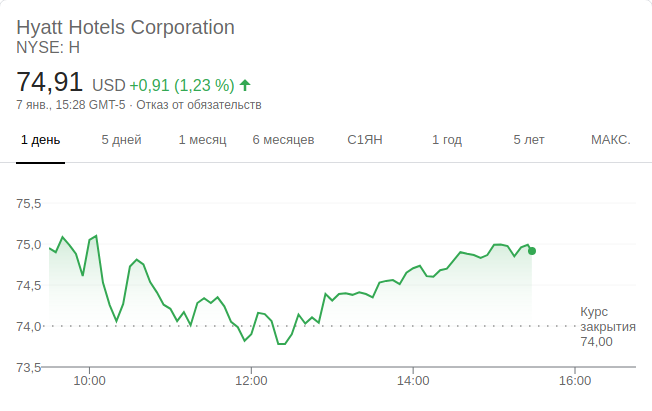 Hyatt Hotels Corporation
NYSE: H
74,91 USD +0,91 (1,23 %)
7 янв., 15:28 GMT-5 · Отказ от обязательств
1 день 5 дней 1 месяц 6 месяцев С1ЯН 1 год 5 лет МАКС.
75,5
75,0
74,5
74,0
73,5
Курс
закрытия
74,00
10:00 12:00 14:00 16:00